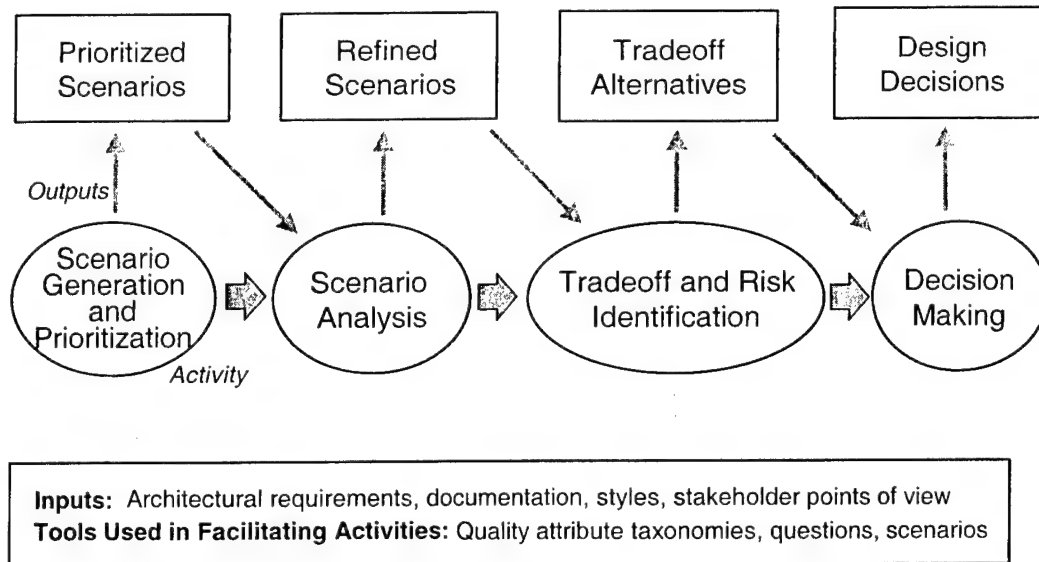 Prioritized
Scenarios
Refined
Scenarios
Tradeoff
Alternatives
Design
Decisions
Outputs
Scenario
Generation
and
Prioritization
Activity
Scenario
Analysis
Tradeoff and Risk
Identification
Decision
Making
Inputs: Architectural requirements, documentation, styles, stakeholder points of view
Tools Used in Facilitating Activities: Quality attribute taxonomies, questions, scenarios